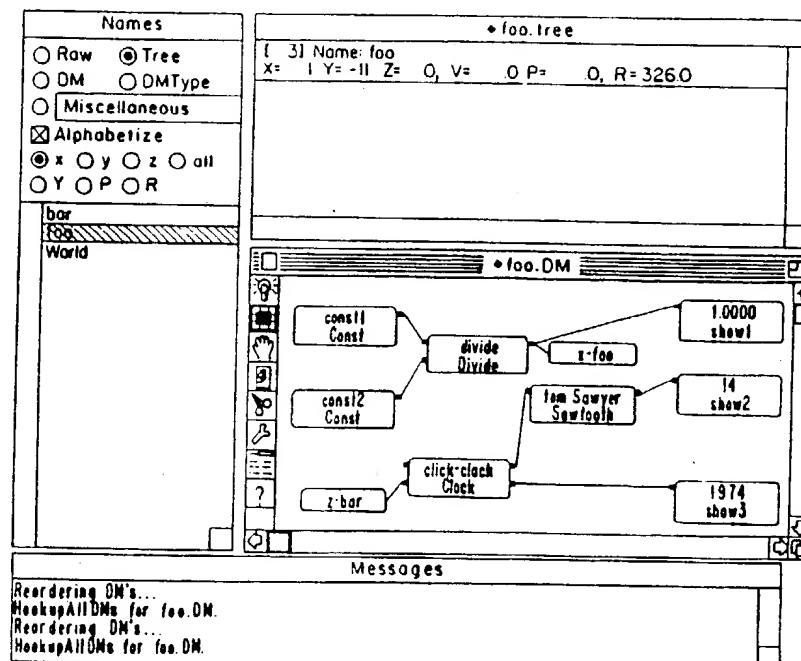 Names
Raw Tree
DM DMType
Miscellaneous
Alphabetize
x y z all
Y P R
bar
foo
World
◆foo.tree
[ 3] Name: foo
X= 1 Y= -11 Z= 0, V= .0 P= .0, R= 326.0
◆foo.DM
const1
Const
const2
Const
divide
Divide
x-foo
1.0000
show1
tom Sawyer
Sawtooth
14
show2
click-clack
Clock
z-bar
1974
show3
?
Messages
Reordering DM's...
HookupAllDMs for foo.DM.
Reordering DM's...
HookupAllDMs for foo.DM.